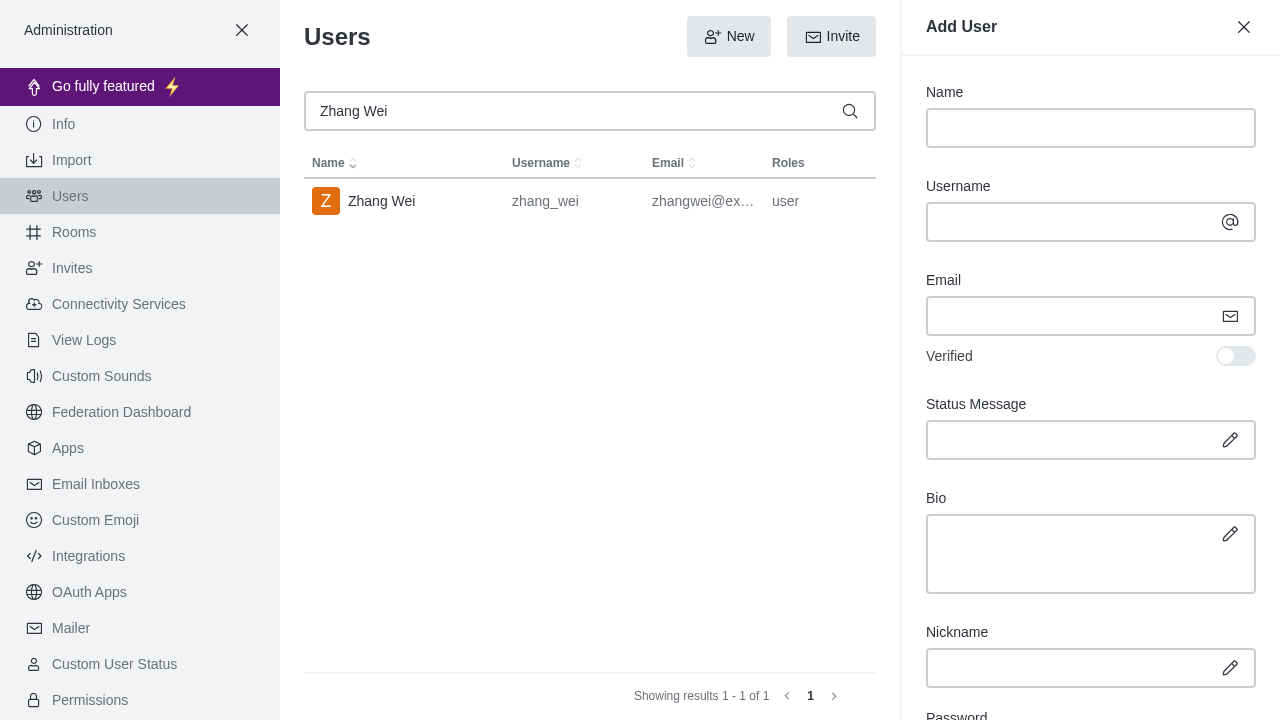 Administration
Go fully featured
Info
Import
Users
Rooms
Invites
Connectivity Services
View Logs
Custom Sounds
Federation Dashboard
Apps
Email Inboxes
Custom Emoji
Integrations
OAuth Apps
Mailer
Custom User Status
Permissions
Users
New
Invite
Zhang Wei
Name Username Email Roles
Z Zhang Wei zhang_wei zhangwei@ex… user
Showing results 1 - 1 of 1 1
Add User
Name
Username
Email
Verified
Status Message
Bio
Nickname
Password